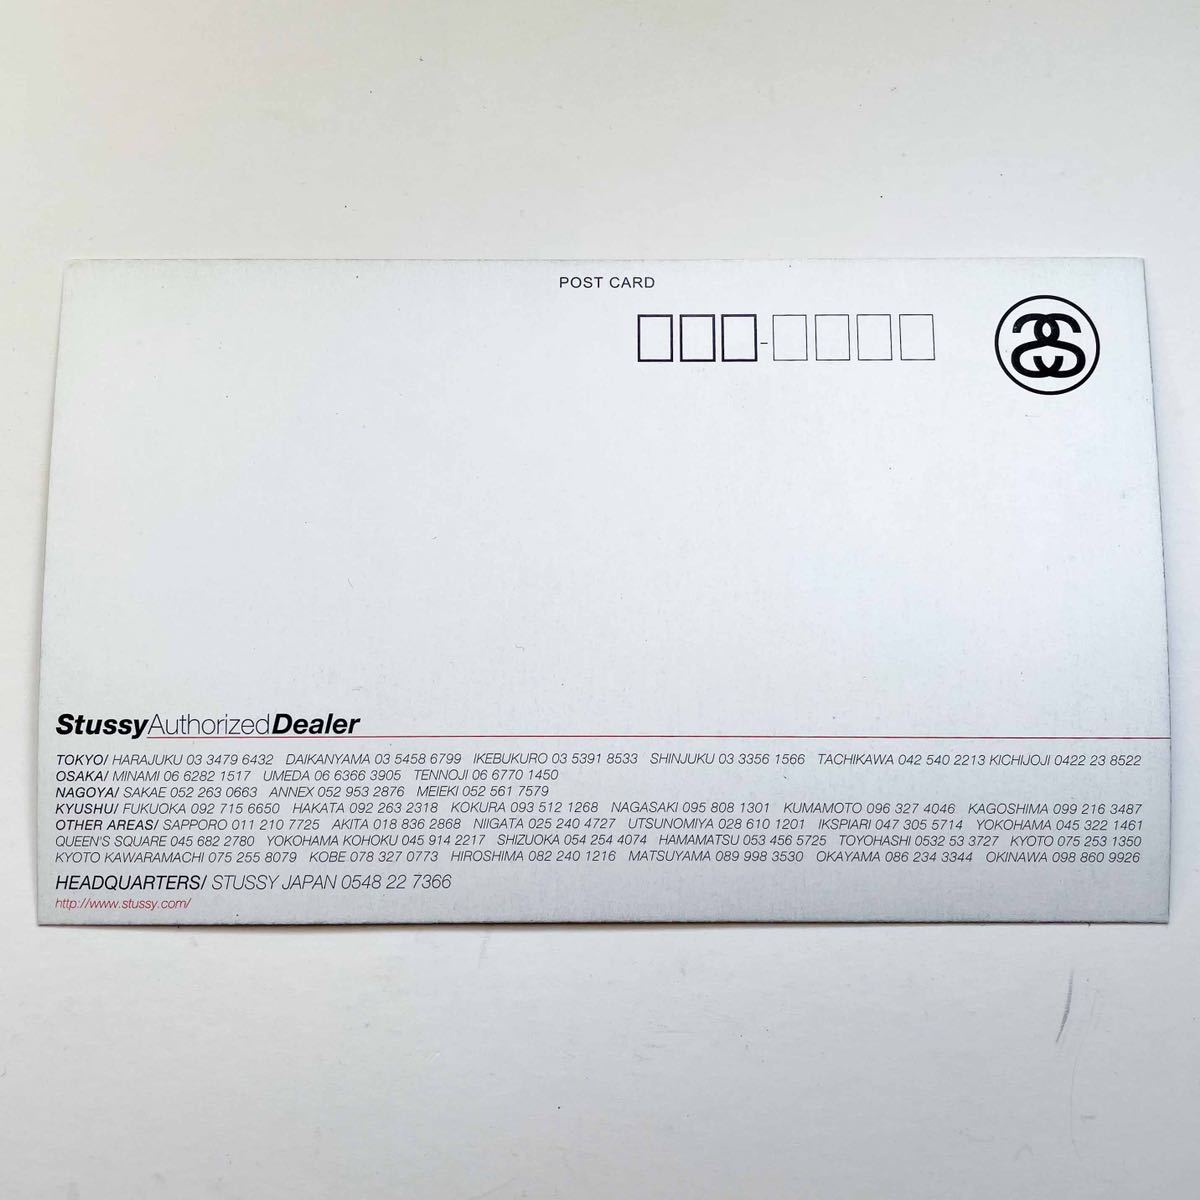 POST CARD
-
StussyAuthorizedDealer
TOKYO/ HARAJUKU 03 3479 6432 DAIKANYAMA 03 5458 6799 IKEBUKURO 03 5391 8533 SHINJUKU 03 3356 1566 TACHIKAWA 042 540 2213 KICHIJOJI 0422 23 8522
OSAKA/ MINAMI 06 6282 1517 UMEDA 06 6366 3905 TENNOJI 06 6770 1450
NAGOYA/ SAKAE 052 263 0663 ANNEX 052 953 2876 MEIEKI 052 561 7579
KYUSHU/ FUKUOKA 092 715 6650 HAKATA 092 263 2318 KOKURA 093 512 1268 NAGASAKI 095 808 1301 KUMAMOTO 096 327 4046 KAGOSHIMA 099 216 3487
OTHER AREAS/ SAPPORO 011 210 7725 AKITA 018 836 2868 NIIGATA 025 240 4727 UTSUNOMIYA 028 610 1201 IKSPIARI 047 305 5714 YOKOHAMA 045 322 1461
QUEEN'S SQUARE 045 682 2780 YOKOHAMA KOHOKU 045 914 2217 SHIZUOKA 054 254 4074 HAMAMATSU 053 456 5725 TOYOHASHI 0532 53 3727 KYOTO 075 253 1350
KYOTO KAWARAMACHI 075 255 8079 KOBE 078 327 0773 HIROSHIMA 082 240 1216 MATSUYAMA 089 998 3530 OKAYAMA 086 234 3344 OKINAWA 098 860 9926
HEADQUARTERS/ STUSSY JAPAN 0548 22 7366
http://www.stussy.com/